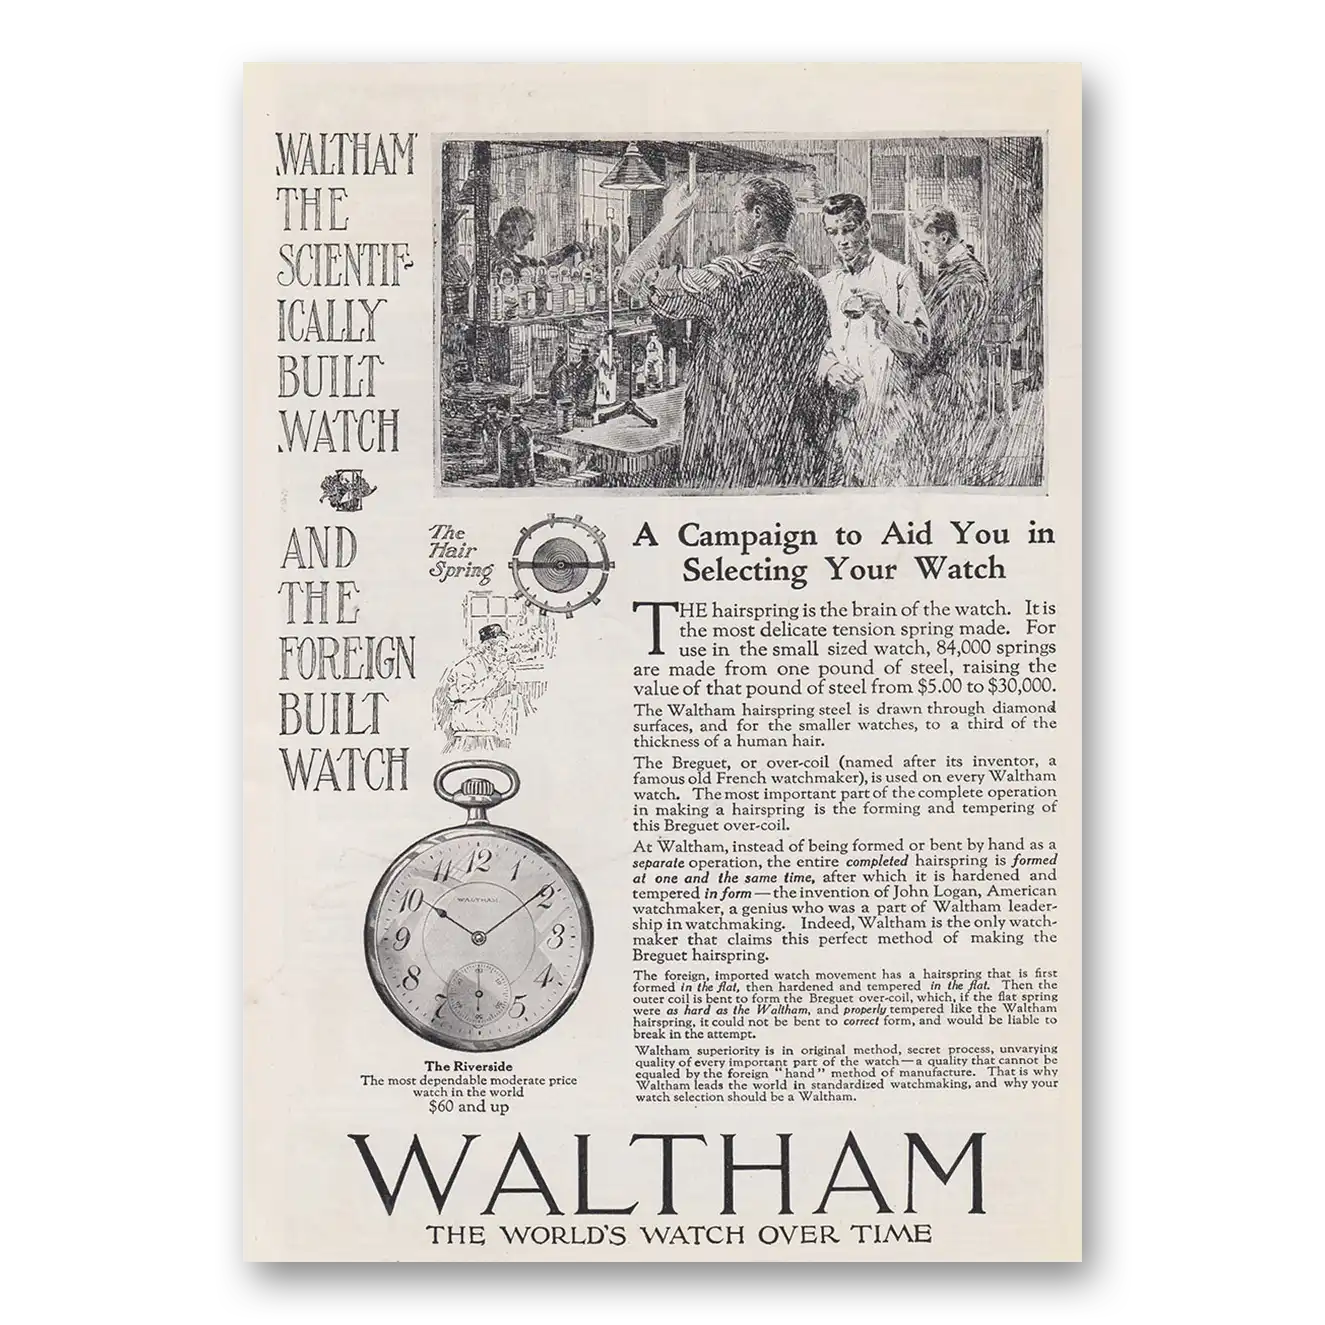 WALTHAM
THE
SCIENTIF-
ICALLY
BUILT
WATCH
AND
THE
FOREIGN
BUILT
WATCH
The
Hair
Spring
12
1
2
3
4
5
7
8
9
10
11
WALTHAM
The Riverside
The most dependable moderate price
watch in the world
$60 and up
A Campaign to Aid You in
Selecting Your Watch
THE hairspring is the brain of the watch. It is
the most delicate tension spring made. For
use in the small sized watch, 84,000 springs
are made from one pound of steel, raising the
value of that pound of steel from $5.00 to $30,000.
The Waltham hairspring steel is drawn through diamond
surfaces, and for the smaller watches, to a third of the
thickness of a human hair.
The Breguet, or over-coil (named after its inventor, a
famous old French watchmaker), is used on every Waltham
watch. The most important part of the complete operation
in making a hairspring is the forming and tempering of
this Breguet over-coil.
At Waltham, instead of being formed or bent by hand as a
separate operation, the entire completed hairspring is formed
at one and the same time, after which it is hardened and
tempered in form—the invention of John Logan, American
watchmaker, a genius who was a part of Waltham leader-
ship in watchmaking. Indeed, Waltham is the only watch-
maker that claims this perfect method of making the
Breguet hairspring.
The foreign, imported watch movement has a hairspring that is first
formed in the flat, then hardened and tempered in the flat. Then the
outer coil is bent to form the Breguet over-coil, which, if the flat spring
were as hard as the Waltham, and properly tempered like the Waltham
hairspring, it could not be bent to correct form, and would be liable to
break in the attempt.
Waltham superiority is in original method, secret process, unvarying
quality of every important part of the watch—a quality that cannot be
equaled by the foreign "hand" method of manufacture. That is why
Waltham leads the world in standardized watchmaking, and why your
watch selection should be a Waltham.
WALTHAM
THE WORLD'S WATCH OVER TIME